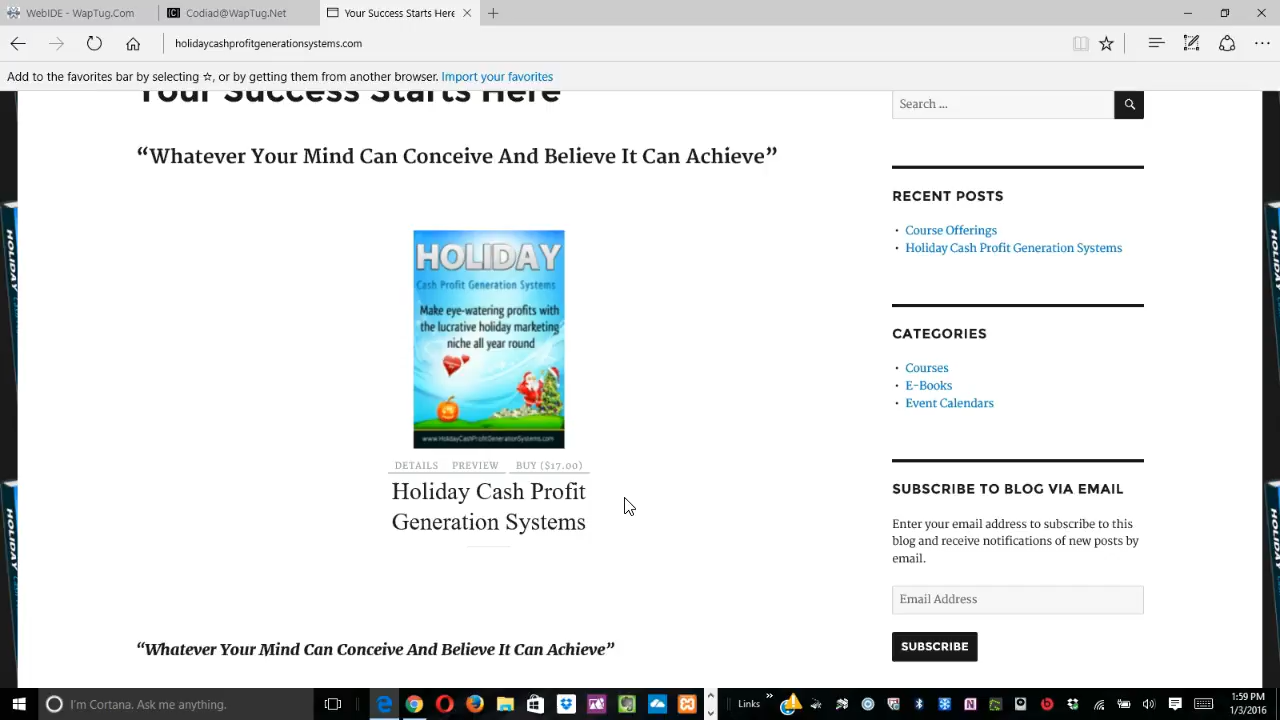 WebIDE - WapTug.Com
Codiad@WapTug.Net
holidaycashprofitgenerationsystems.com
Add to the favorites bar by selecting ☆, or by getting them from another browser. Import your favorites
Your Success Starts Here
“Whatever Your Mind Can Conceive And Believe It Can Achieve”
HOLIDAY
Cash Profit Generation Systems
Make eye-watering profits with
the lucrative holiday marketing
niche all year round
www.HolidayCashProfitGenerationSystems.com
DETAILS PREVIEW BUY ($17.00)
Holiday Cash Profit
Generation Systems
“Whatever Your Mind Can Conceive And Believe It Can Achieve”
Search ...
RECENT POSTS
Course Offerings
Holiday Cash Profit Generation Systems
CATEGORIES
Courses
E-Books
Event Calendars
SUBSCRIBE TO BLOG VIA EMAIL
Enter your email address to subscribe to this
blog and receive notifications of new posts by
email.
Email Address
SUBSCRIBE
HOLIDAY
HOLIDAY
HOLIDAY
HOLIDAY
I'm Cortana. Ask me anything.
Links
1:59 PM
1/3/2016